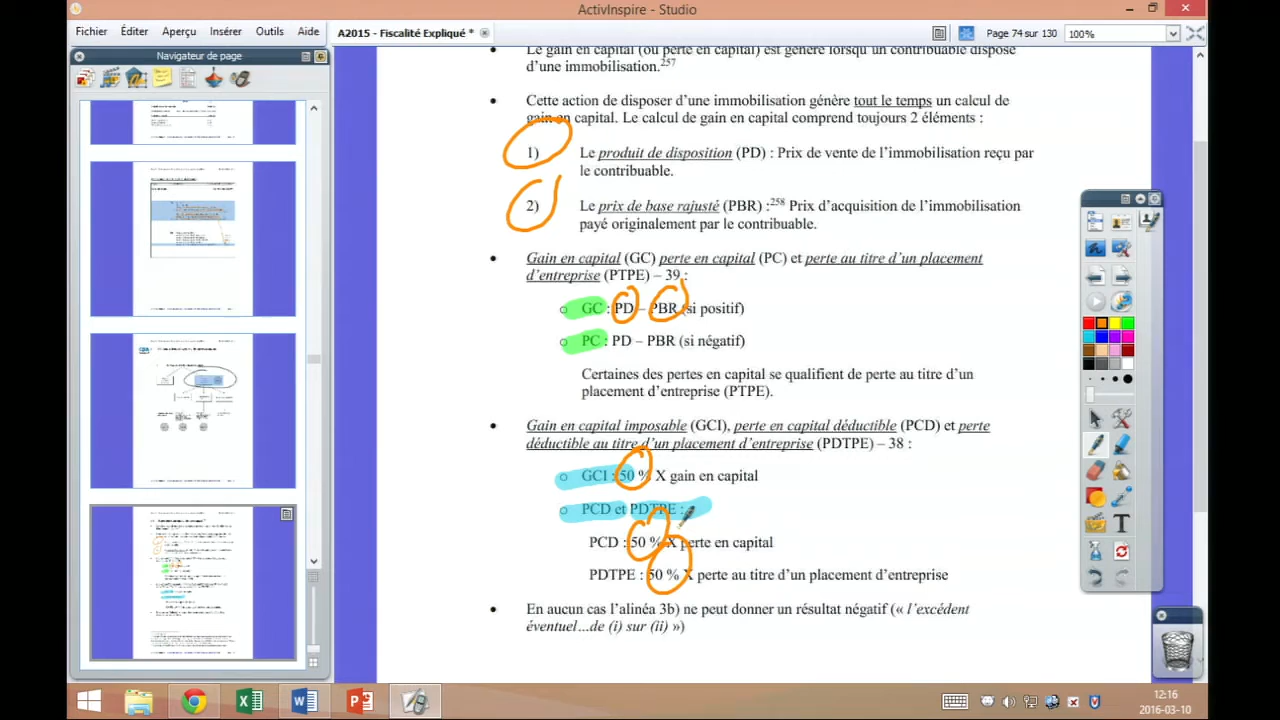 ActivInspire - Studio
Fichier Éditer Aperçu Insérer Outils Aide
A2015 - Fiscalité Expliqué *
Page 74 sur 130
100%
Navigateur de page
Le gain en capital (ou perte en capital) est généré lorsqu'un contribuable dispose
d'une immobilisation.257
Cette action de disposer d'une immobilisation génère tout le temps un calcul de
gain en capital. Le calcul de gain en capital comprend toujours 2 éléments :
1) Le produit de disposition (PD) : Prix de vente de l'immobilisation reçu par
le contribuable.
2) Le prix de base rajusté (PBR) :258 Prix d'acquisition de l'immobilisation
payé initialement par le contribuable.
Gain en capital (GC) perte en capital (PC) et perte au titre d'un placement
d'entreprise (PTPE) – 39 :
GC : PD – PBR (si positif)
PC : PD – PBR (si négatif)
Certaines des pertes en capital se qualifient de perte au titre d'un
placement d'entreprise (PTPE).
Gain en capital imposable (GCI), perte en capital déductible (PCD) et perte
déductible au titre d'un placement d'entreprise (PDTPE) – 38 :
GCI : 50 % X gain en capital
PCD et PDTPE :
PCD : 50 % X perte en capital
50 % X perte au titre d'un placement d'entreprise
En aucun cas, 3b) ne peut donner un résultat négatif (« l'excédent
éventuel…de (i) sur (ii) »)
12:16
2016-03-10